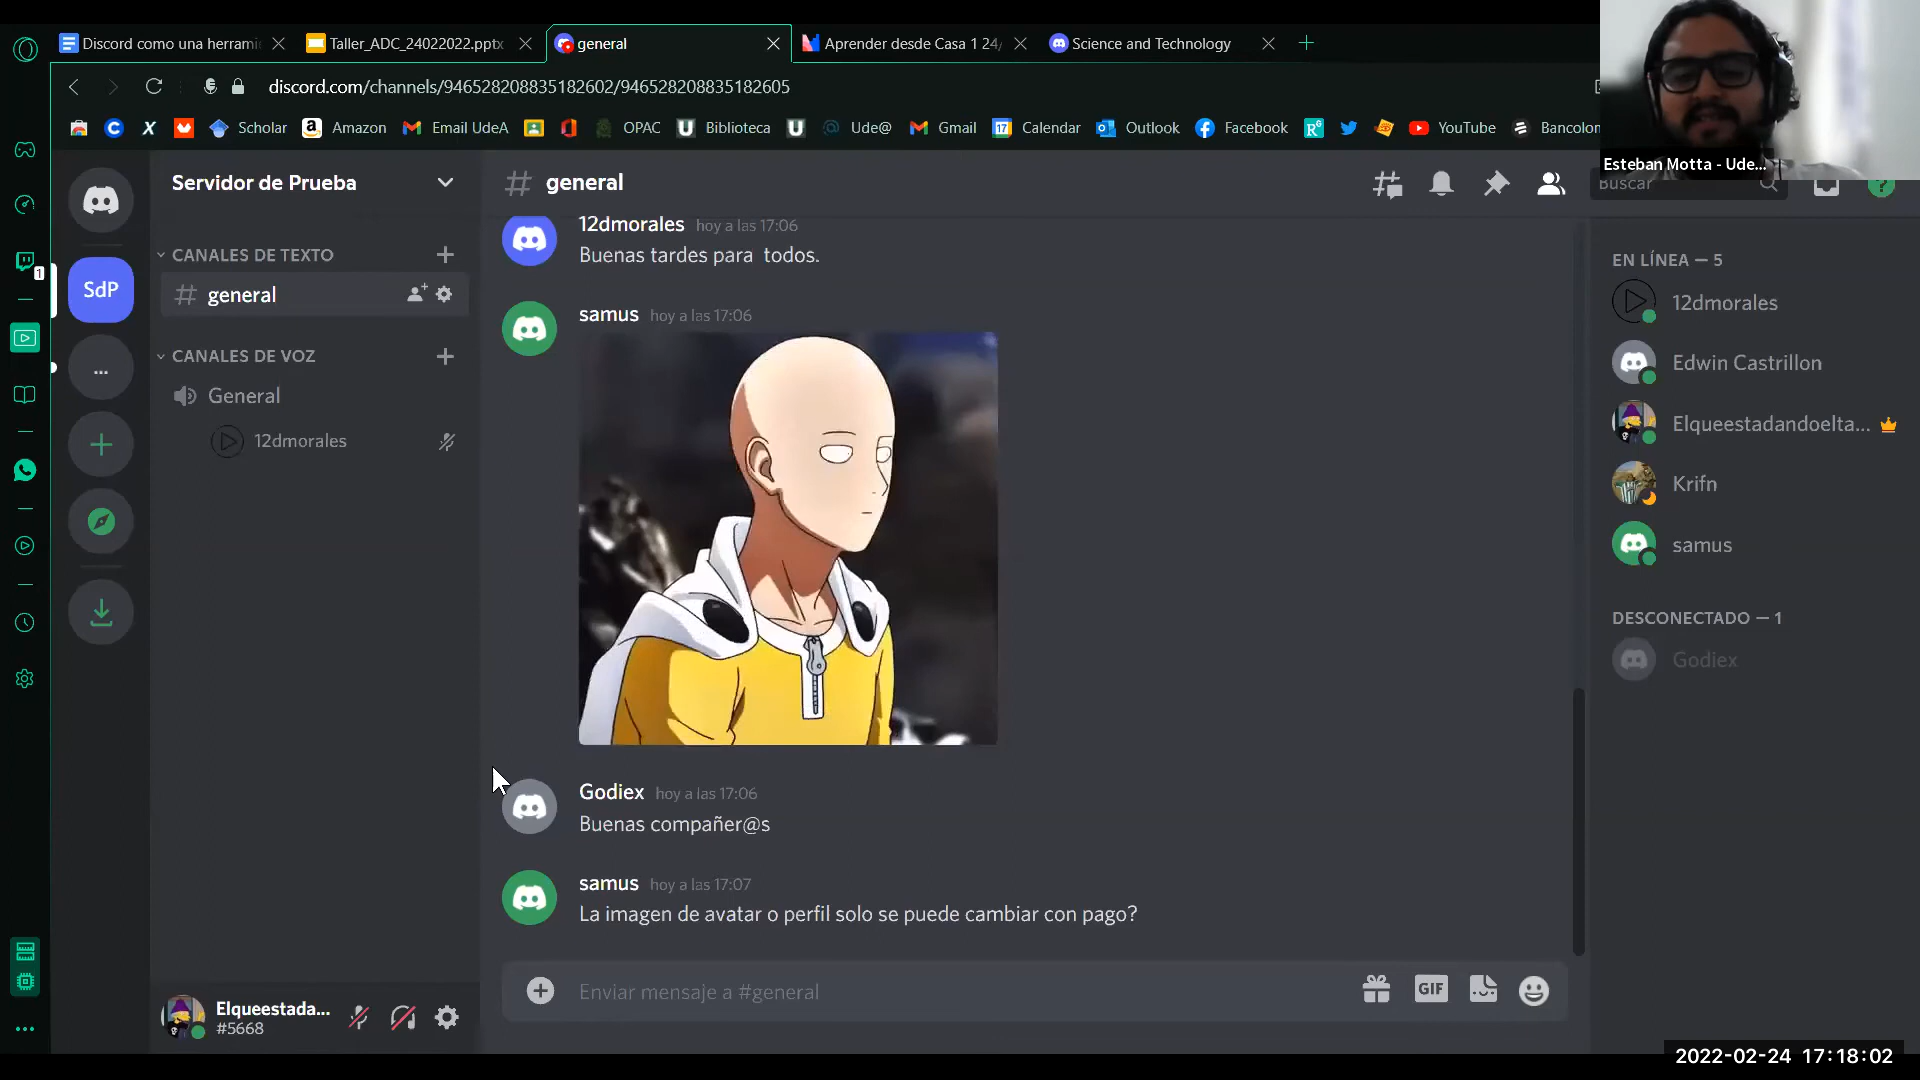 Discord como una herrami
Taller_ADC_24022022.pptx
general
Aprender desde Casa 1 24/
Science and Technology
discord.com/channels/946528208835182602/946528208835182605
Scholar
Amazon
Email UdeA
OPAC
Biblioteca
Ude@
Gmail
17
Calendar
Outlook
Facebook
YouTube
Bancolom
Esteban Motta - Ude...
Servidor de Prueba
general
Buscar
1
SdP
...
CANALES DE TEXTO
general
CANALES DE VOZ
General
12dmorales
12dmorales hoy a las 17:06
Buenas tardes para todos.
samus hoy a las 17:06
Godiex hoy a las 17:06
Buenas compañer@s
samus hoy a las 17:07
La imagen de avatar o perfil solo se puede cambiar con pago?
Enviar mensaje a #general
GIF
EN LÍNEA — 5
12dmorales
Edwin Castrillon
Elqueestadandoelta...
Krifn
samus
DESCONECTADO — 1
Godiex
Elqueestada...
#5668
2022-02-24 17:18:02